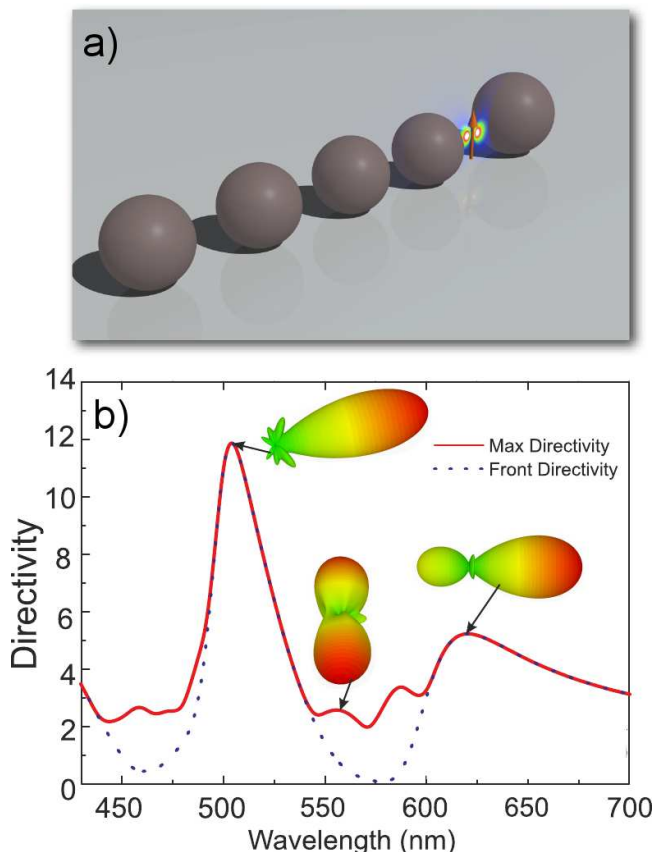 a)
14
12
10
8
6
4
2
0
b)
Max Directivity
Front Directivity
Directivity
450 500 550 600 650 700
Wavelength (nm)